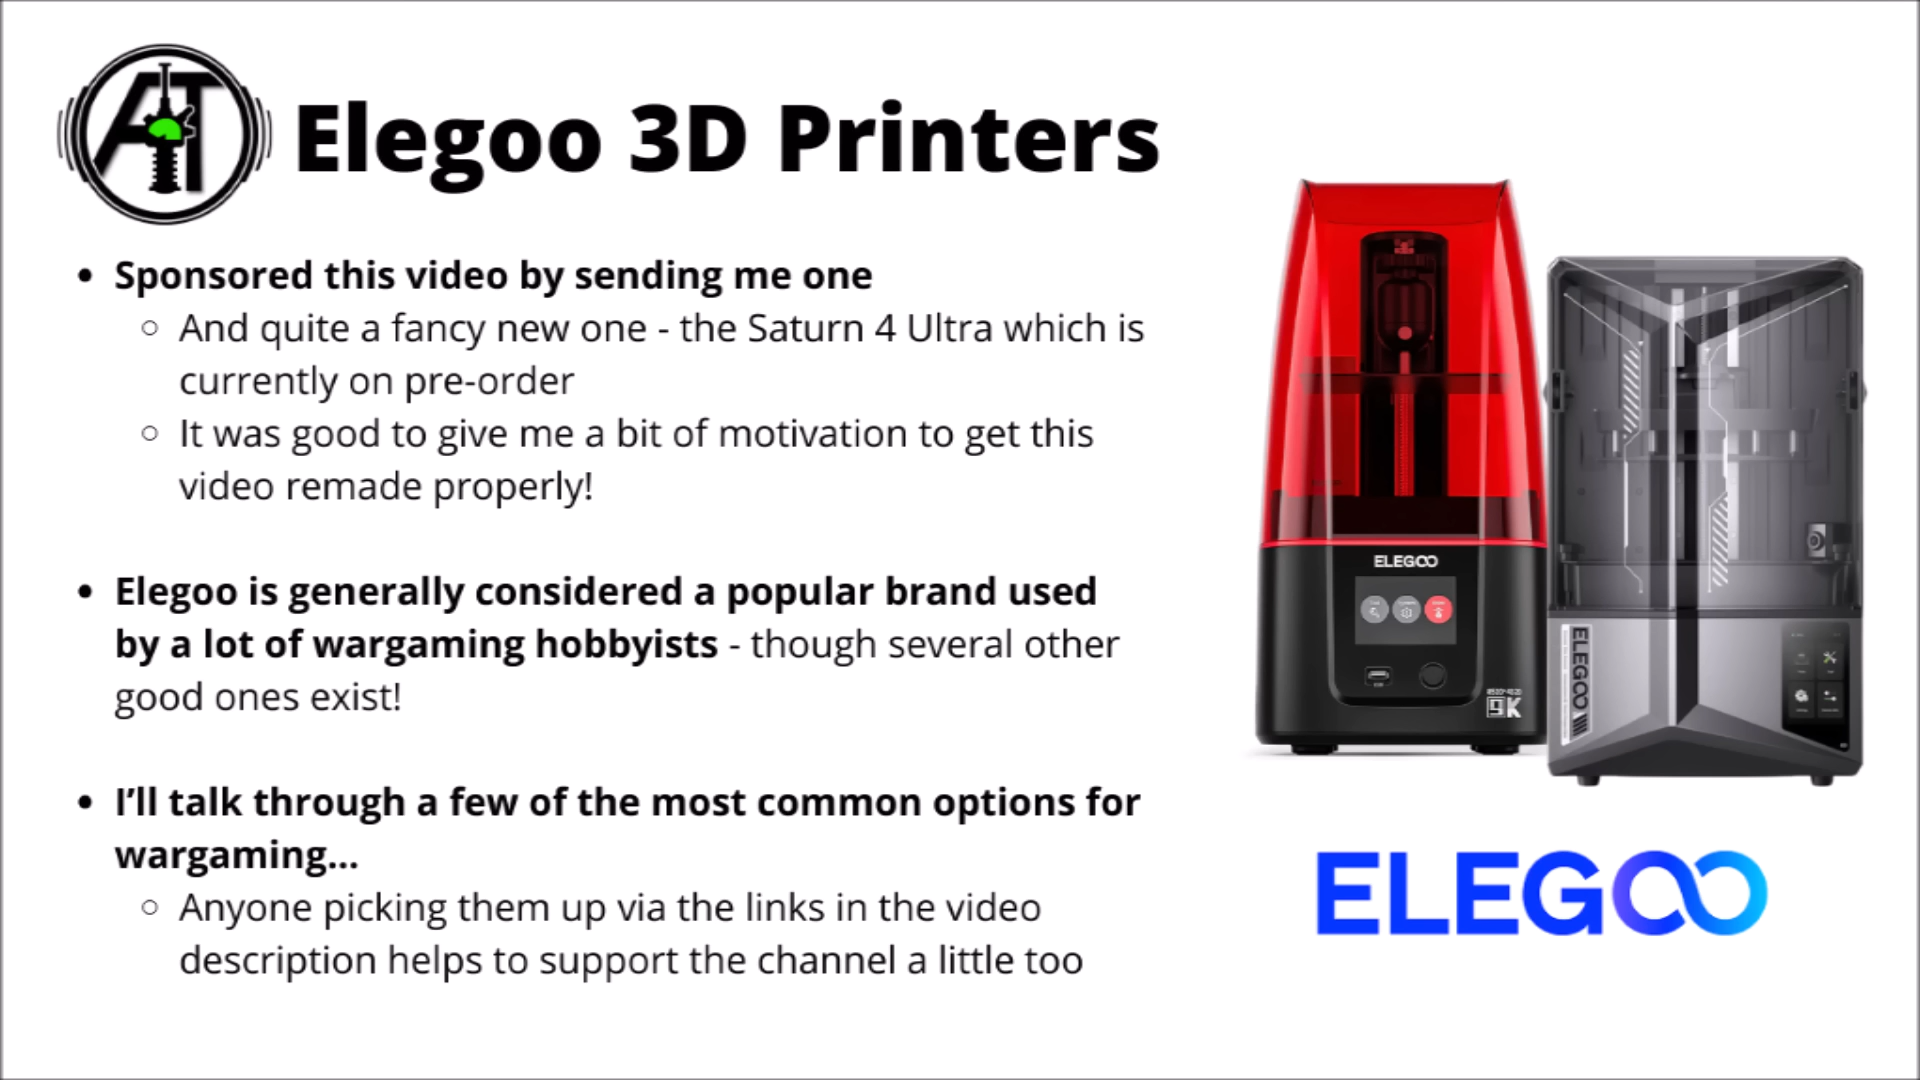 AT
Elegoo 3D Printers
• Sponsored this video by sending me one
○ And quite a fancy new one - the Saturn 4 Ultra which is
currently on pre-order
○ It was good to give me a bit of motivation to get this
video remade properly!
• Elegoo is generally considered a popular brand used
by a lot of wargaming hobbyists - though several other
good ones exist!
• I’ll talk through a few of the most common options for
wargaming...
○ Anyone picking them up via the links in the video
description helps to support the channel a little too
ELEGOO
9K
ELEGOO
ELEGOO